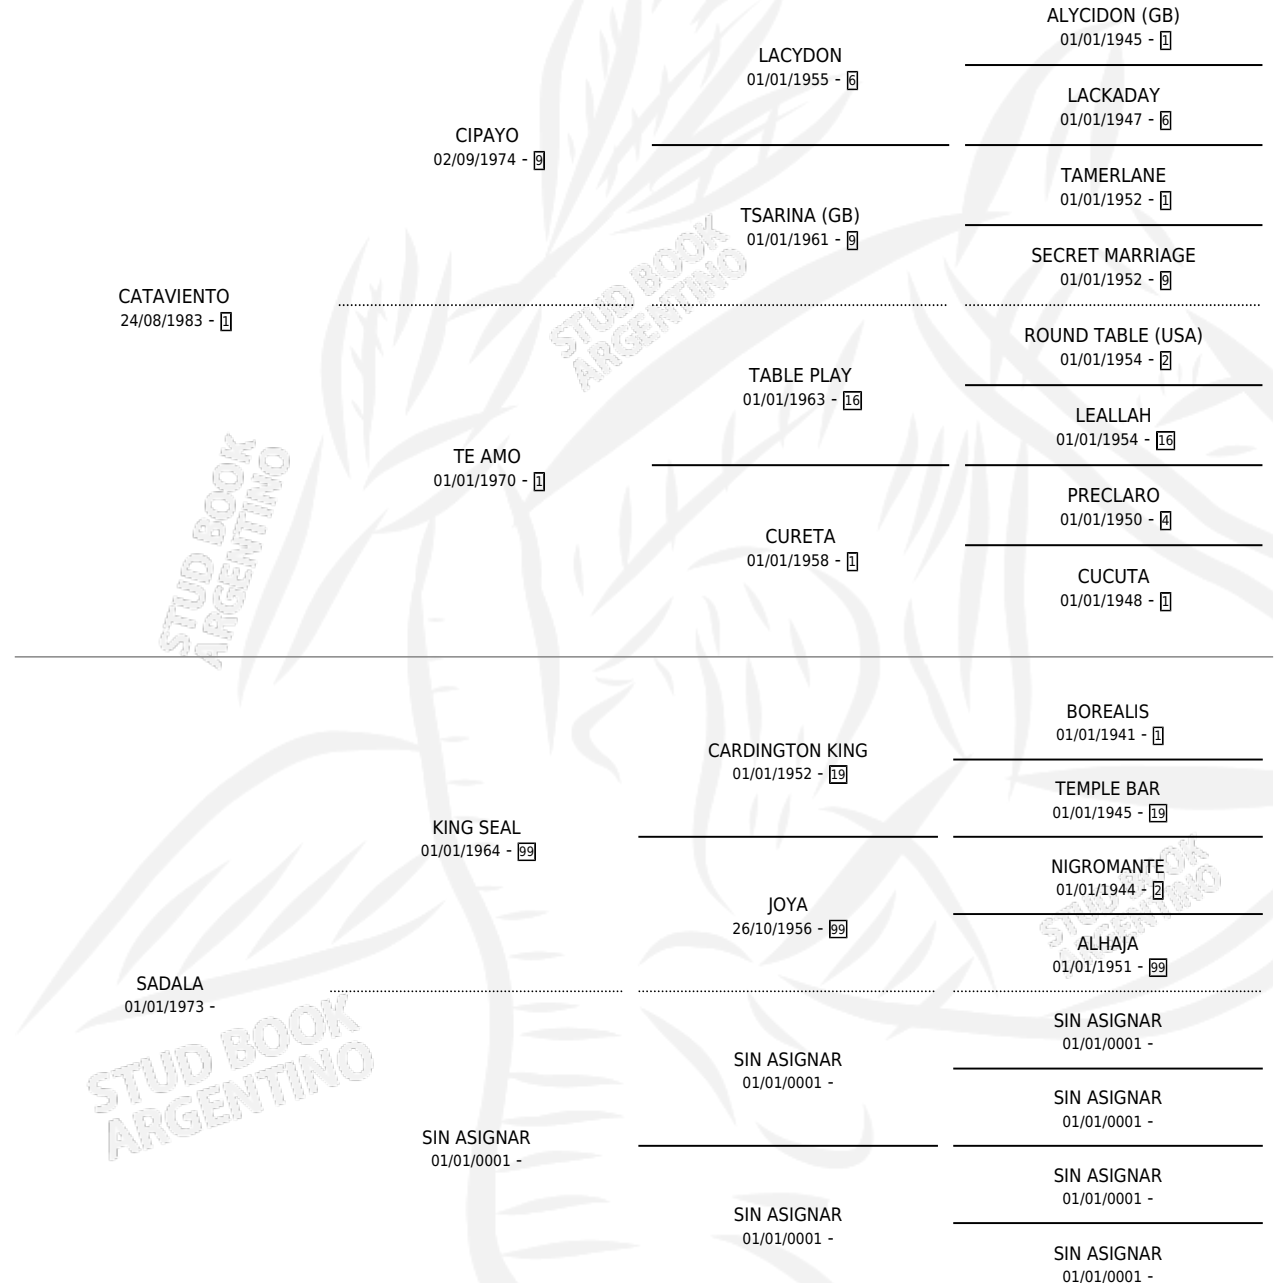 ALYCIDON (GB)
01/01/1945 - 1
LACYDON
01/01/1955 - 6
LACKADAY
01/01/1947 - 6
CIPAYO
02/09/1974 - 9
TAMERLANE
01/01/1952 - 1
TSARINA (GB)
01/01/1961 - 9
SECRET MARRIAGE
01/01/1952 - 9
CATAVIENTO
24/08/1983 - 1
ROUND TABLE (USA)
01/01/1954 - 2
TABLE PLAY
01/01/1963 - 16
LEALLAH
01/01/1954 - 16
TE AMO
01/01/1970 - 1
PRECLARO
01/01/1950 - 4
CURETA
01/01/1958 - 1
CUCUTA
01/01/1948 - 1
BOREALIS
01/01/1941 - 1
CARDINGTON KING
01/01/1952 - 19
TEMPLE BAR
01/01/1945 - 19
KING SEAL
01/01/1964 - 99
NIGROMANTE
01/01/1944 - 2
JOYA
26/10/1956 - 99
ALHAJA
01/01/1951 - 99
SADALA
01/01/1973 -
SIN ASIGNAR
01/01/0001 -
SIN ASIGNAR
01/01/0001 -
SIN ASIGNAR
01/01/0001 -
SIN ASIGNAR
01/01/0001 -
SIN ASIGNAR
01/01/0001 -
SIN ASIGNAR
01/01/0001 -
SIN ASIGNAR
01/01/0001 -
STUD BOOK
ARGENTINO
STUD BOOK
ARGENTINO
STUD BOOK
ARGENTINO
STUD BOOK
ARGENTINO